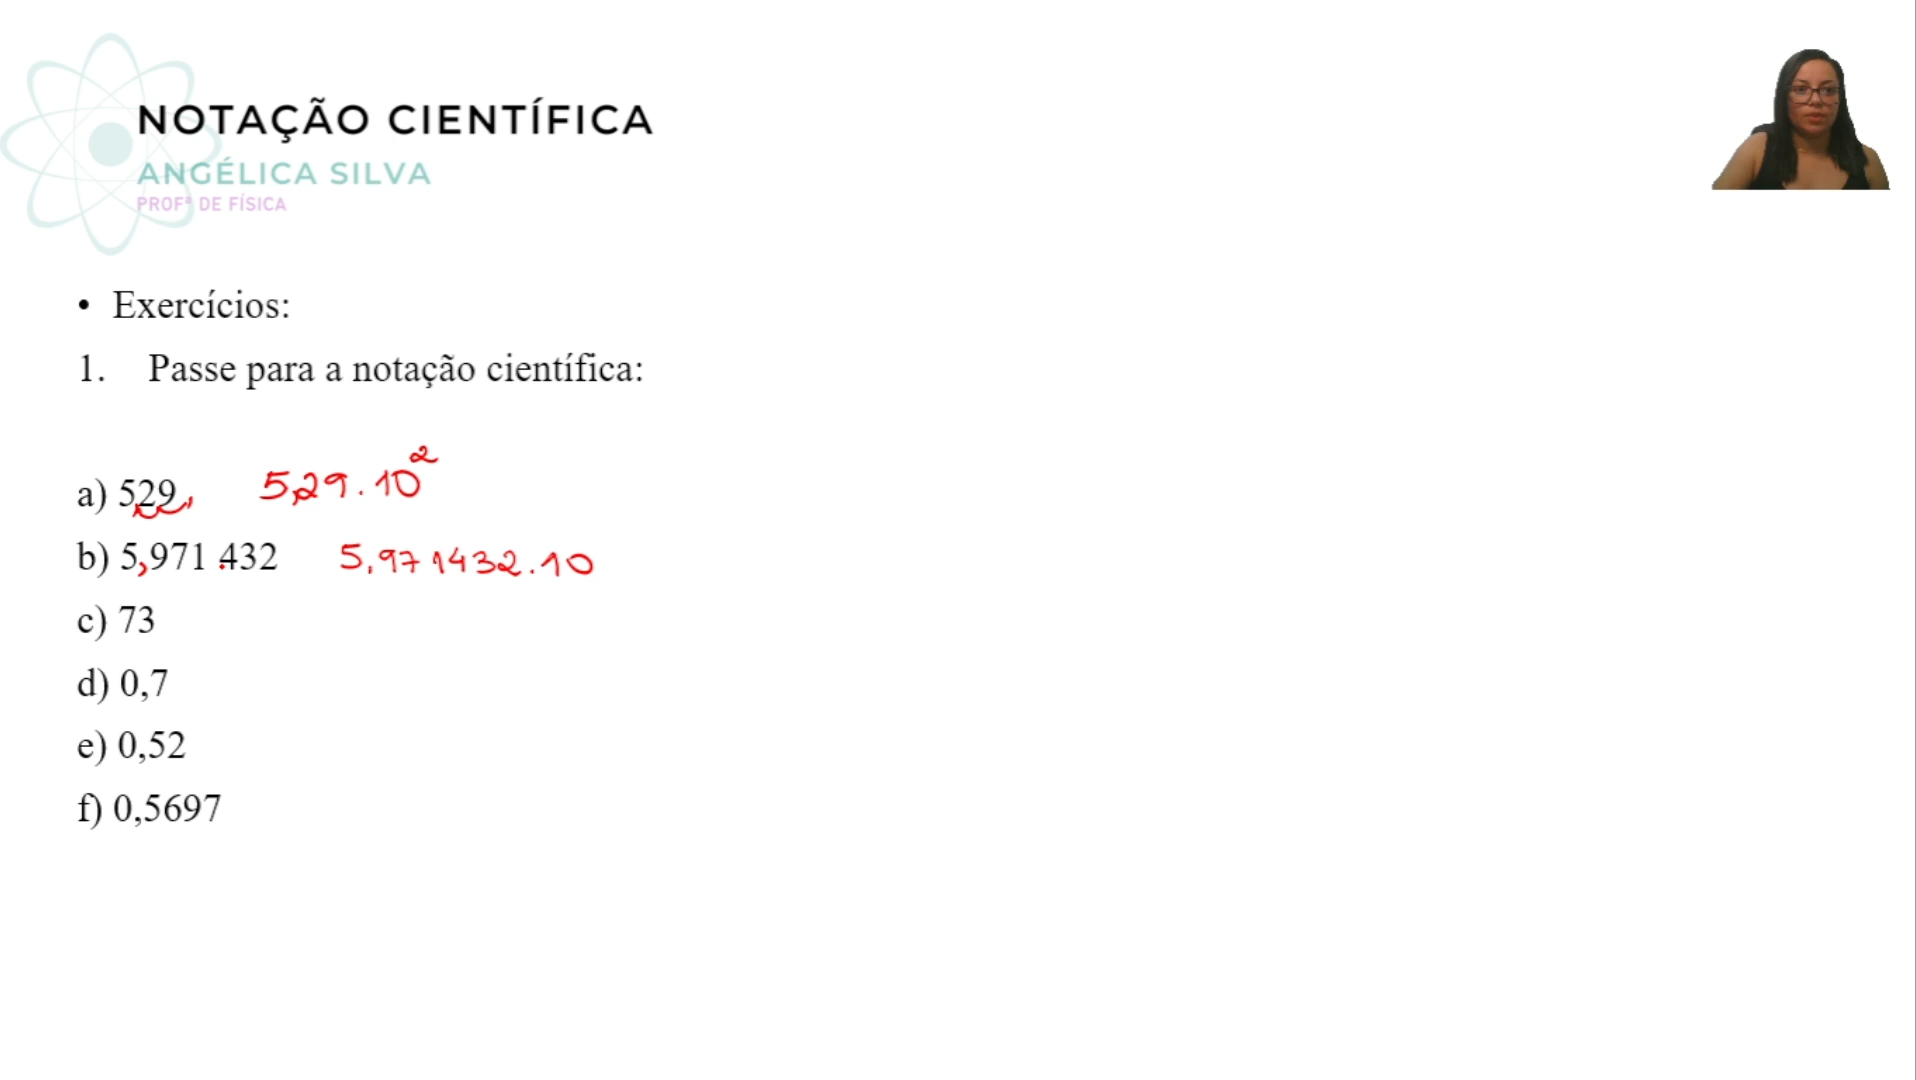 NOTAÇÃO CIENTÍFICA
ANGÉLICA SILVA
PROFª DE FÍSICA
• Exercícios:
1. Passe para a notação científica:
a) 529, 5,29 . 10²
b) 5,971.432 5,971432 . 10
c) 73
d) 0,7
e) 0,52
f) 0,5697